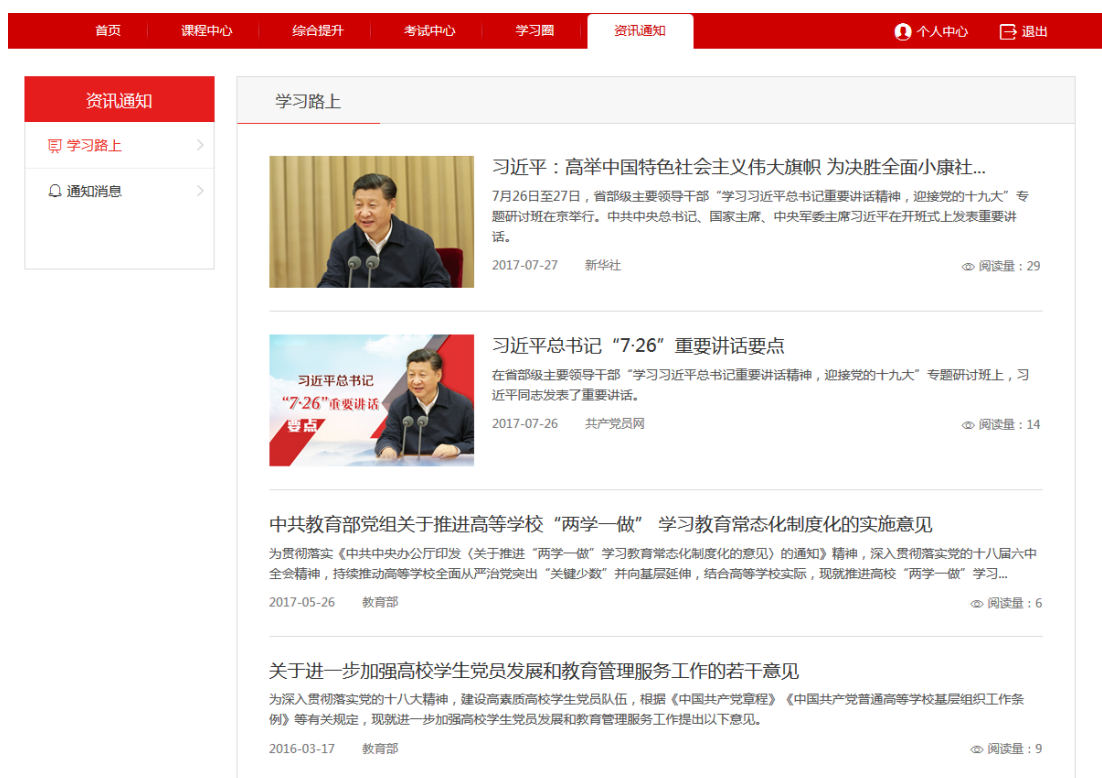 首页 课程中心 综合提升 考试中心 学习圈 资讯通知 个人中心 退出
资讯通知
学习路上
通知消息
学习路上
习近平：高举中国特色社会主义伟大旗帜 为决胜全面小康社...
7月26日至27日，省部级主要领导干部“学习习近平总书记重要讲话精神，迎接党的十九大”专
题研讨班在京举行。中共中央总书记、国家主席、中央军委主席习近平在开班式上发表重要讲
话。
2017-07-27 新华社 阅读量：29
习近平总书记
“7·26”重要讲话
要点
习近平总书记“7·26”重要讲话要点
在省部级主要领导干部“学习习近平总书记重要讲话精神，迎接党的十九大”专题研讨班上，习
近平同志发表了重要讲话。
2017-07-26 共产党员网 阅读量：14
中共教育部党组关于推进高等学校“两学一做” 学习教育常态化制度化的实施意见
为贯彻落实《中共中央办公厅印发〈关于推进“两学一做”学习教育常态化制度化的意见〉的通知》精神，深入贯彻落实党的十八届六中
全会精神，持续推动高等学校全面从严治党突出“关键少数”并向基层延伸，结合高等学校实际，现就推进高校“两学一做”学习...
2017-05-26 教育部 阅读量：6
关于进一步加强高校学生党员发展和教育管理服务工作的若干意见
为深入贯彻落实党的十八大精神，建设高素质高校学生党员队伍，根据《中国共产党章程》《中国共产党普通高等学校基层组织工作条
例》等有关规定，现就进一步加强高校学生党员发展和教育管理服务工作提出以下意见。
2016-03-17 教育部 阅读量：9